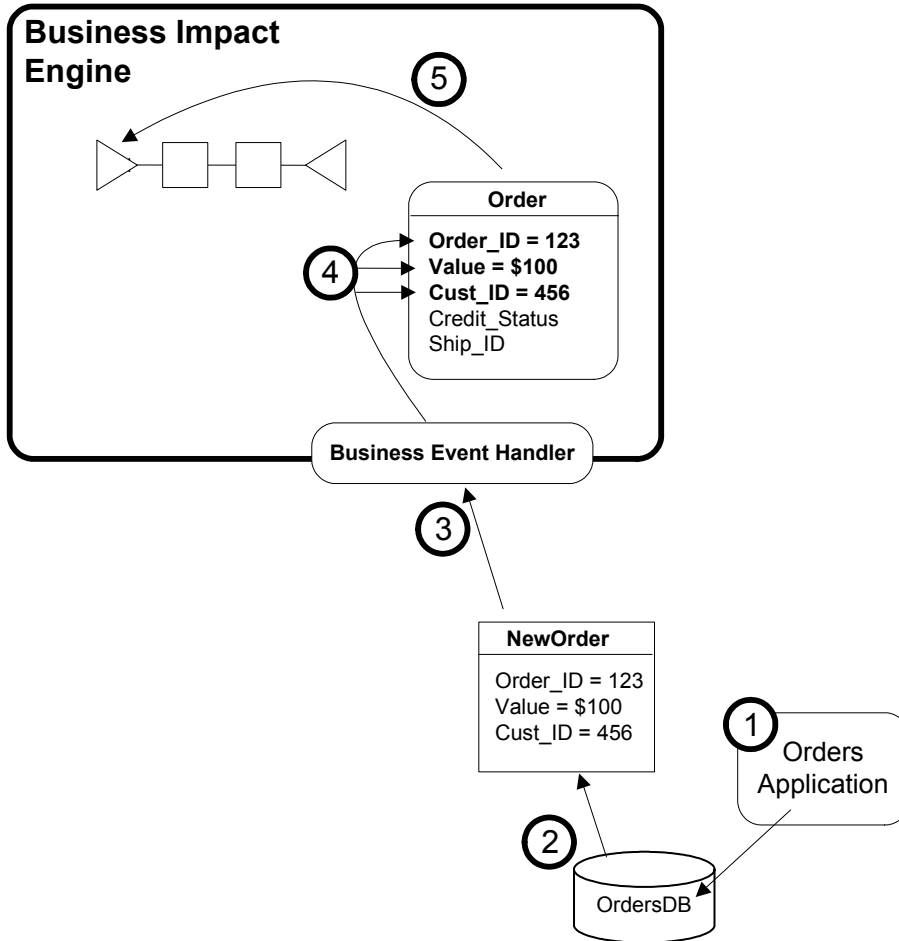 Business Impact
Engine
5
Order
Order_ID = 123
Value = $100
Cust_ID = 456
Credit_Status
Ship_ID
4
Business Event Handler
3
NewOrder
Order_ID = 123
Value = $100
Cust_ID = 456
1
Orders
Application
2
OrdersDB